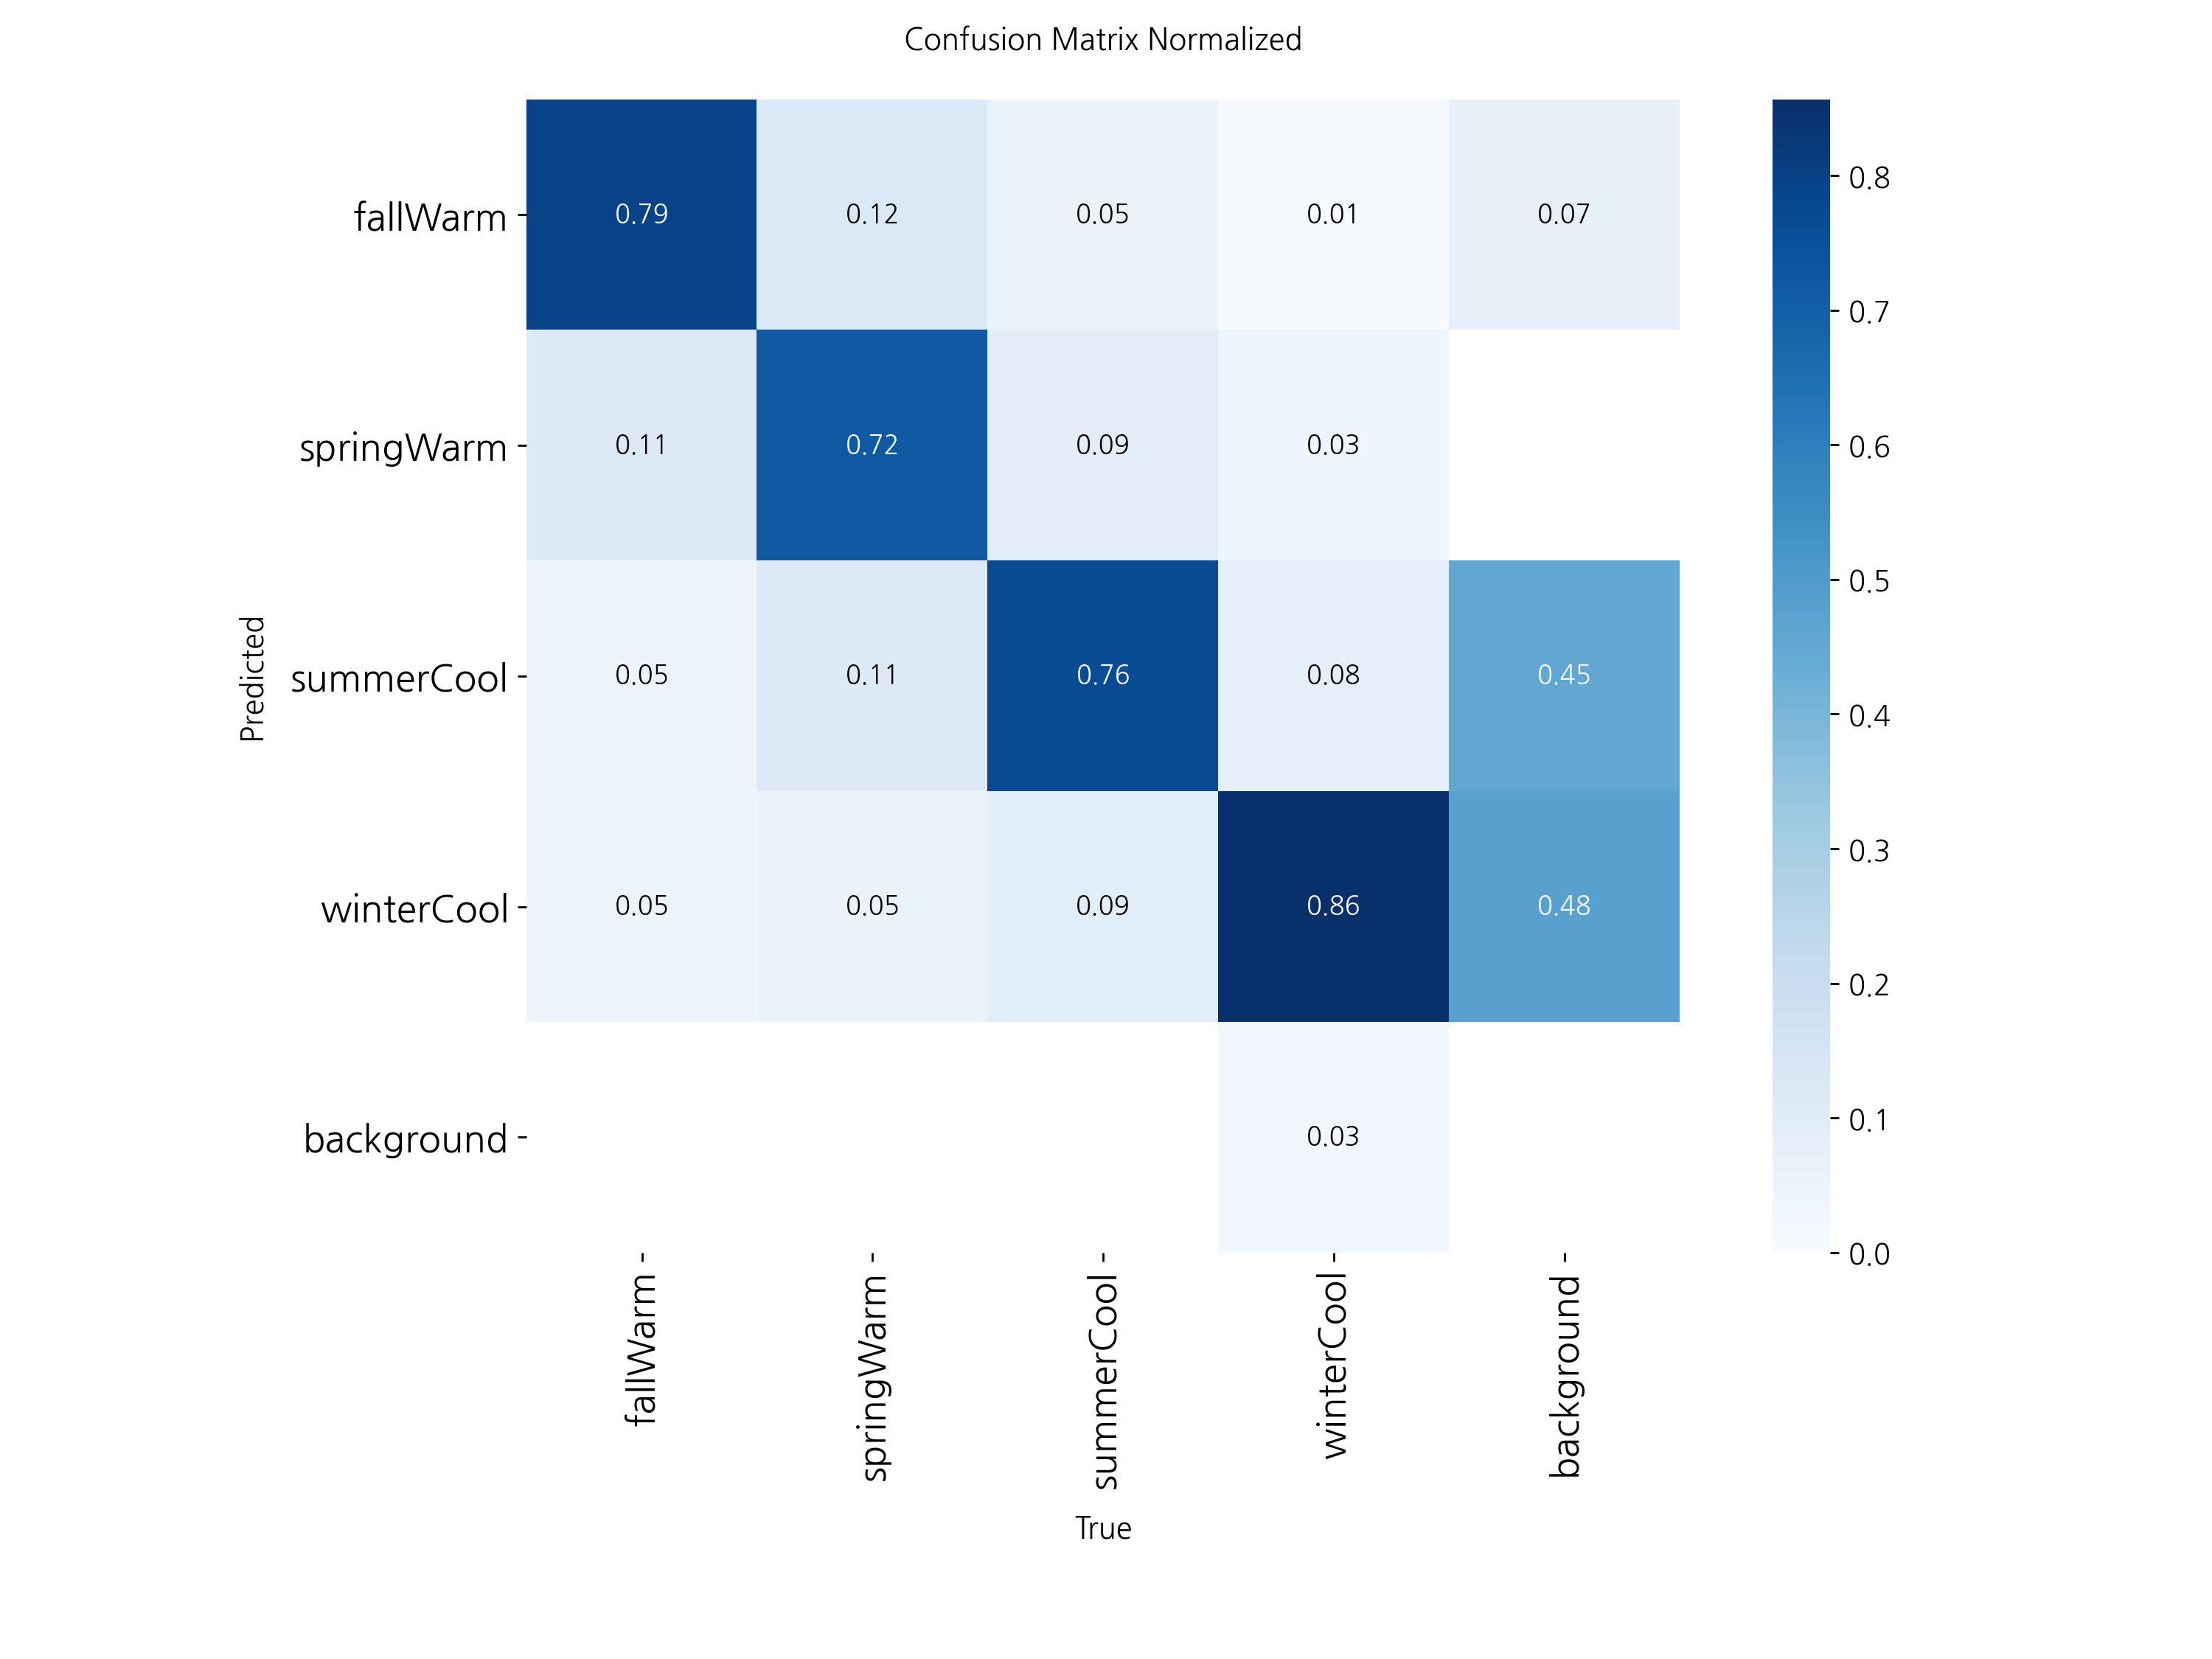 Confusion Matrix Normalized
fallWarm
0.79 0.12 0.05 0.01 0.07
springWarm
0.11 0.72 0.09 0.03
summerCool
0.05 0.11 0.76 0.08 0.45
winterCool
0.05 0.05 0.09 0.86 0.48
background
0.03
Predicted
fallWarm
springWarm
summerCool
winterCool
background
True
0.8
0.7
0.6
0.5
0.4
0.3
0.2
0.1
0.0